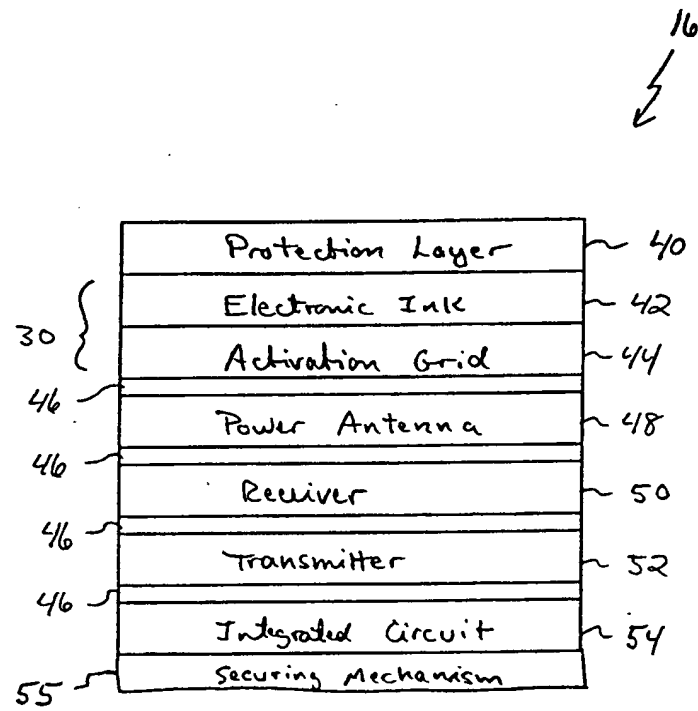 16
Protection Layer 40
Electronic Ink 42
30
Activation Grid 44
46
Power Antenna 48
46
Receiver 50
46
Transmitter 52
46
Integrated Circuit 54
55 Securing Mechanism